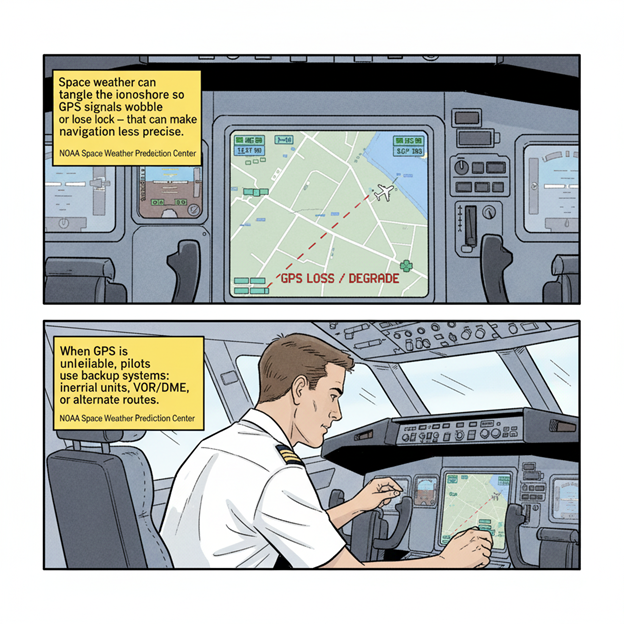 Space weather can
tangle the ionoshore so
GPS signals wobble
or lose lock – that can make
navigation less precise.
NOAA Space Weather Predection Center
GPS LOSS / DEGRADE
When GPS is
unleilable, pilots
use backup systems:
inerrial units, VOR/DME,
or alternate routes.
NOAA Space Weather Prediction Center